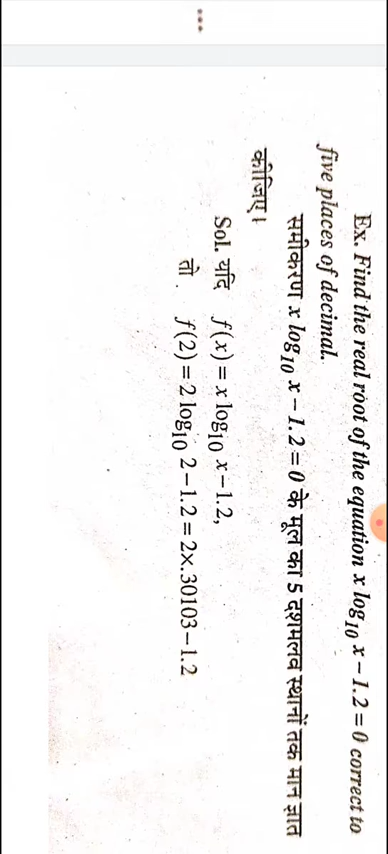 Ex. Find the real root of the equation x log₁₀ x – 1.2 = 0 correct to
five places of decimal.
समीकरण x log₁₀ x – 1.2 = 0 के मूल का 5 दशमलव स्थानों तक मान ज्ञात
कीजिए।
Sol. यदि f(x) = x log₁₀ x – 1.2,
तो f(2) = 2 log₁₀ 2 – 1.2 = 2×.30103 – 1.2